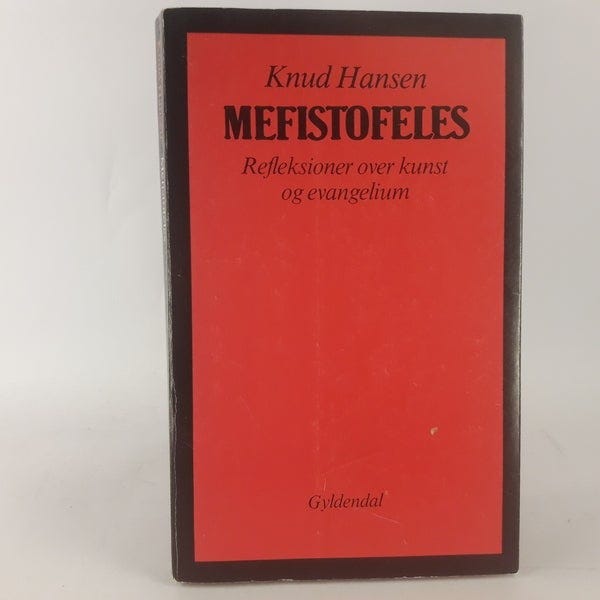 Knud Hansen
MEFISTOFELES
Refleksioner over kunst
og evangelium
Gyldendal